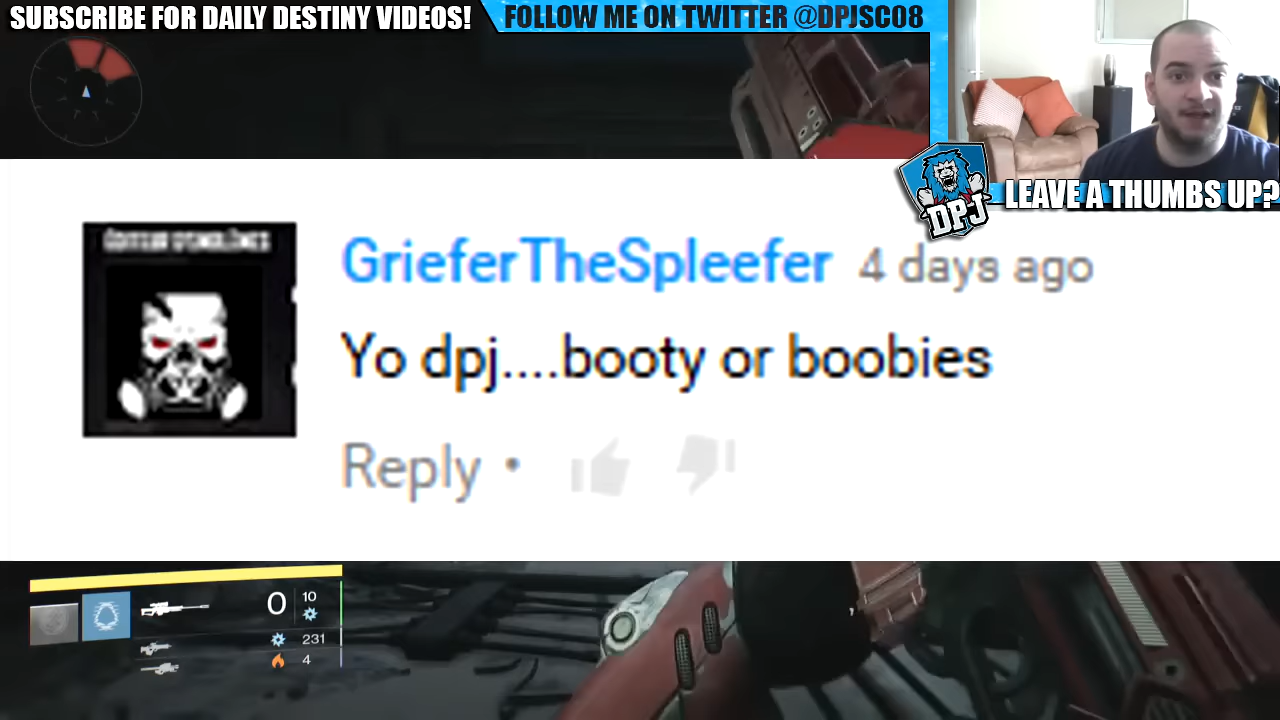 SUBSCRIBE FOR DAILY DESTINY VIDEOS!
FOLLOW ME ON TWITTER @DPJSC08
DPJ
LEAVE A THUMBS UP?
GrieferTheSpleefer 4 days ago
Yo dpj....booty or boobies
Reply •
0
10
231
4